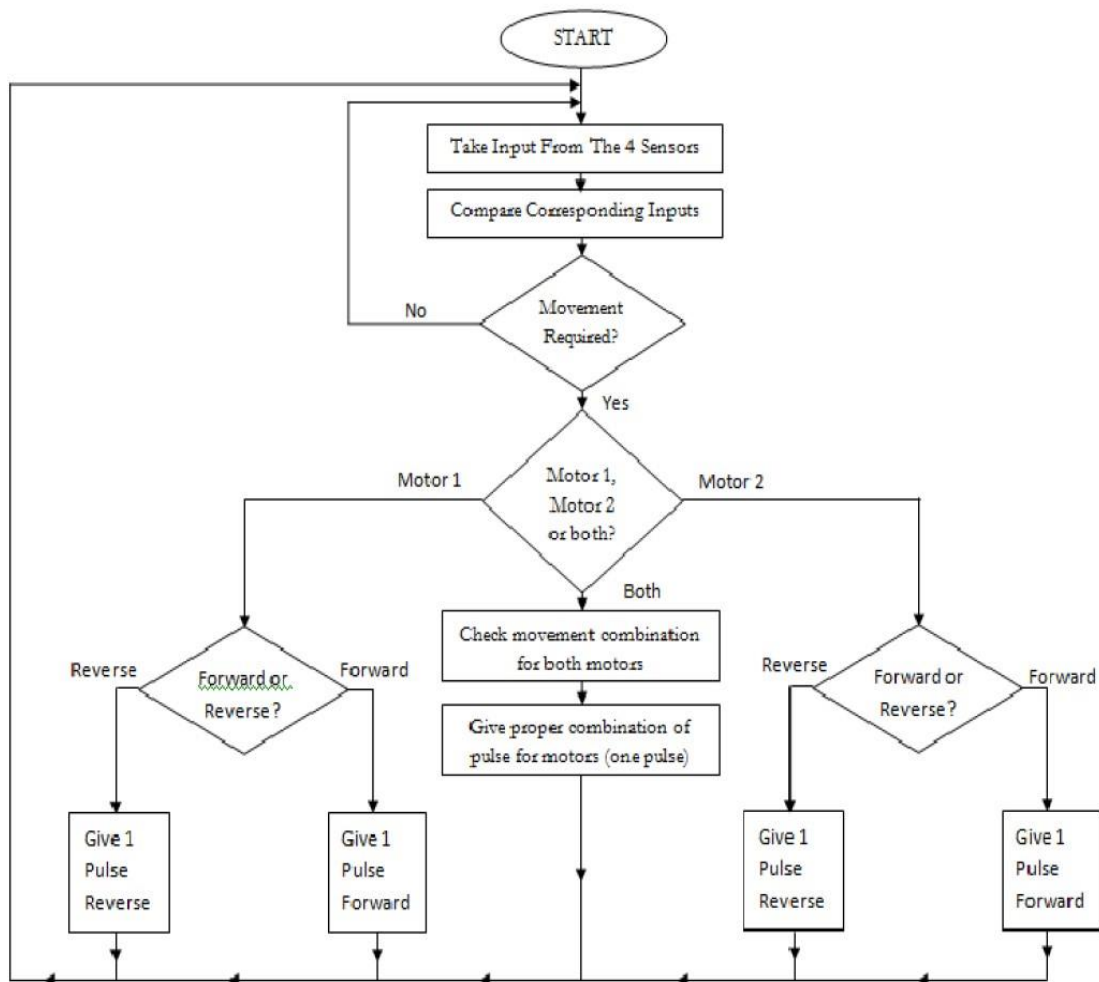 START
Take Input From The 4 Sensors
Compare Corresponding Inputs
Movement
Required?
No
Yes
Motor 1,
Motor 2
or both?
Motor 1
Motor 2
Both
Check movement combination
for both motors
Give proper combination of
pulse for motors (one pulse)
Forward or
Reverse?
Reverse
Forward
Give 1
Pulse
Reverse
Give 1
Pulse
Forward
Forward or
Reverse?
Reverse
Forward
Give 1
Pulse
Reverse
Give 1
Pulse
Forward